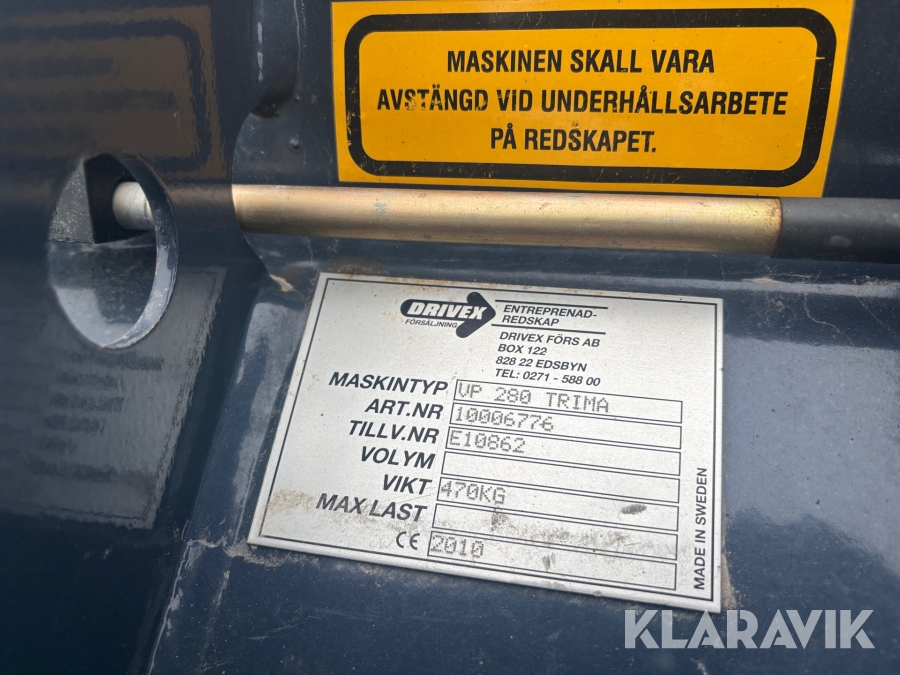 MASKINEN SKALL VARA
AVSTÄNGD VID UNDERHÅLLSARBETE
PÅ REDSKAPET.
DRIVEX
FÖRSÄLJNING
ENTREPRENAD-
REDSKAP
DRIVEX FÖRS AB
BOX 122
828 22 EDSBYN
TEL: 0271 - 588 00
MASKINTYP VP 280 TRIMA
ART.NR 10006776
TILLV.NR E10862
VOLYM
VIKT 470KG
MAX LAST
CE 2010
MADE IN SWEDEN
KLARAVIK